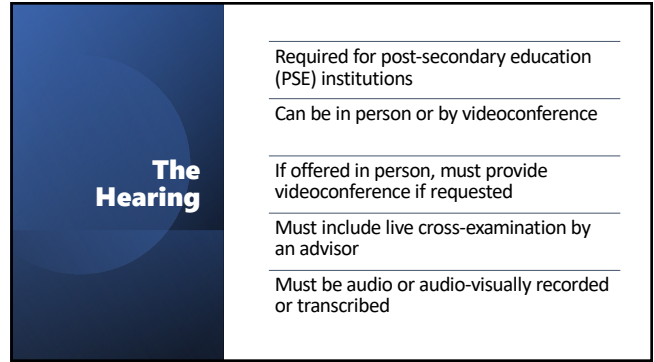 The
Hearing
Required for post-secondary education
(PSE) institutions
Can be in person or by videoconference
If offered in person, must provide
videoconference if requested
Must include live cross-examination by
an advisor
Must be audio or audio-visually recorded
or transcribed